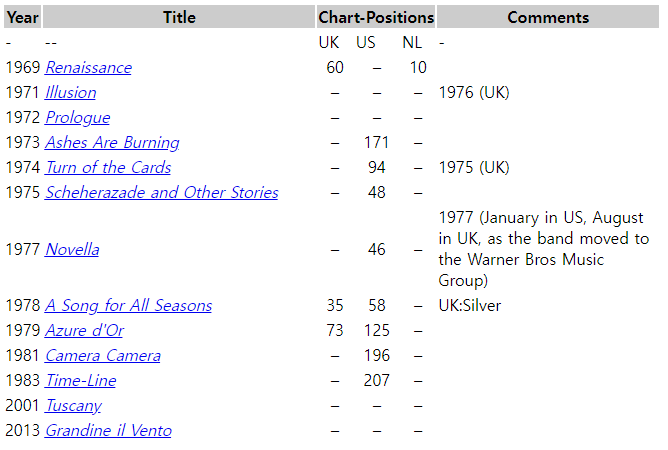 Year Title Chart-Positions Comments
- -- UK US NL -
1969 Renaissance 60 – 10
1971 Illusion – – – 1976 (UK)
1972 Prologue – – –
1973 Ashes Are Burning – 171 –
1974 Turn of the Cards – 94 – 1975 (UK)
1975 Scheherazade and Other Stories – 48 –
1977 Novella – 46 – 1977 (January in US, August
in UK, as the band moved to
the Warner Bros Music
Group)
1978 A Song for All Seasons 35 58 – UK:Silver
1979 Azure d'Or 73 125 –
1981 Camera Camera – 196 –
1983 Time-Line – 207 –
2001 Tuscany – – –
2013 Grandine il Vento – – –